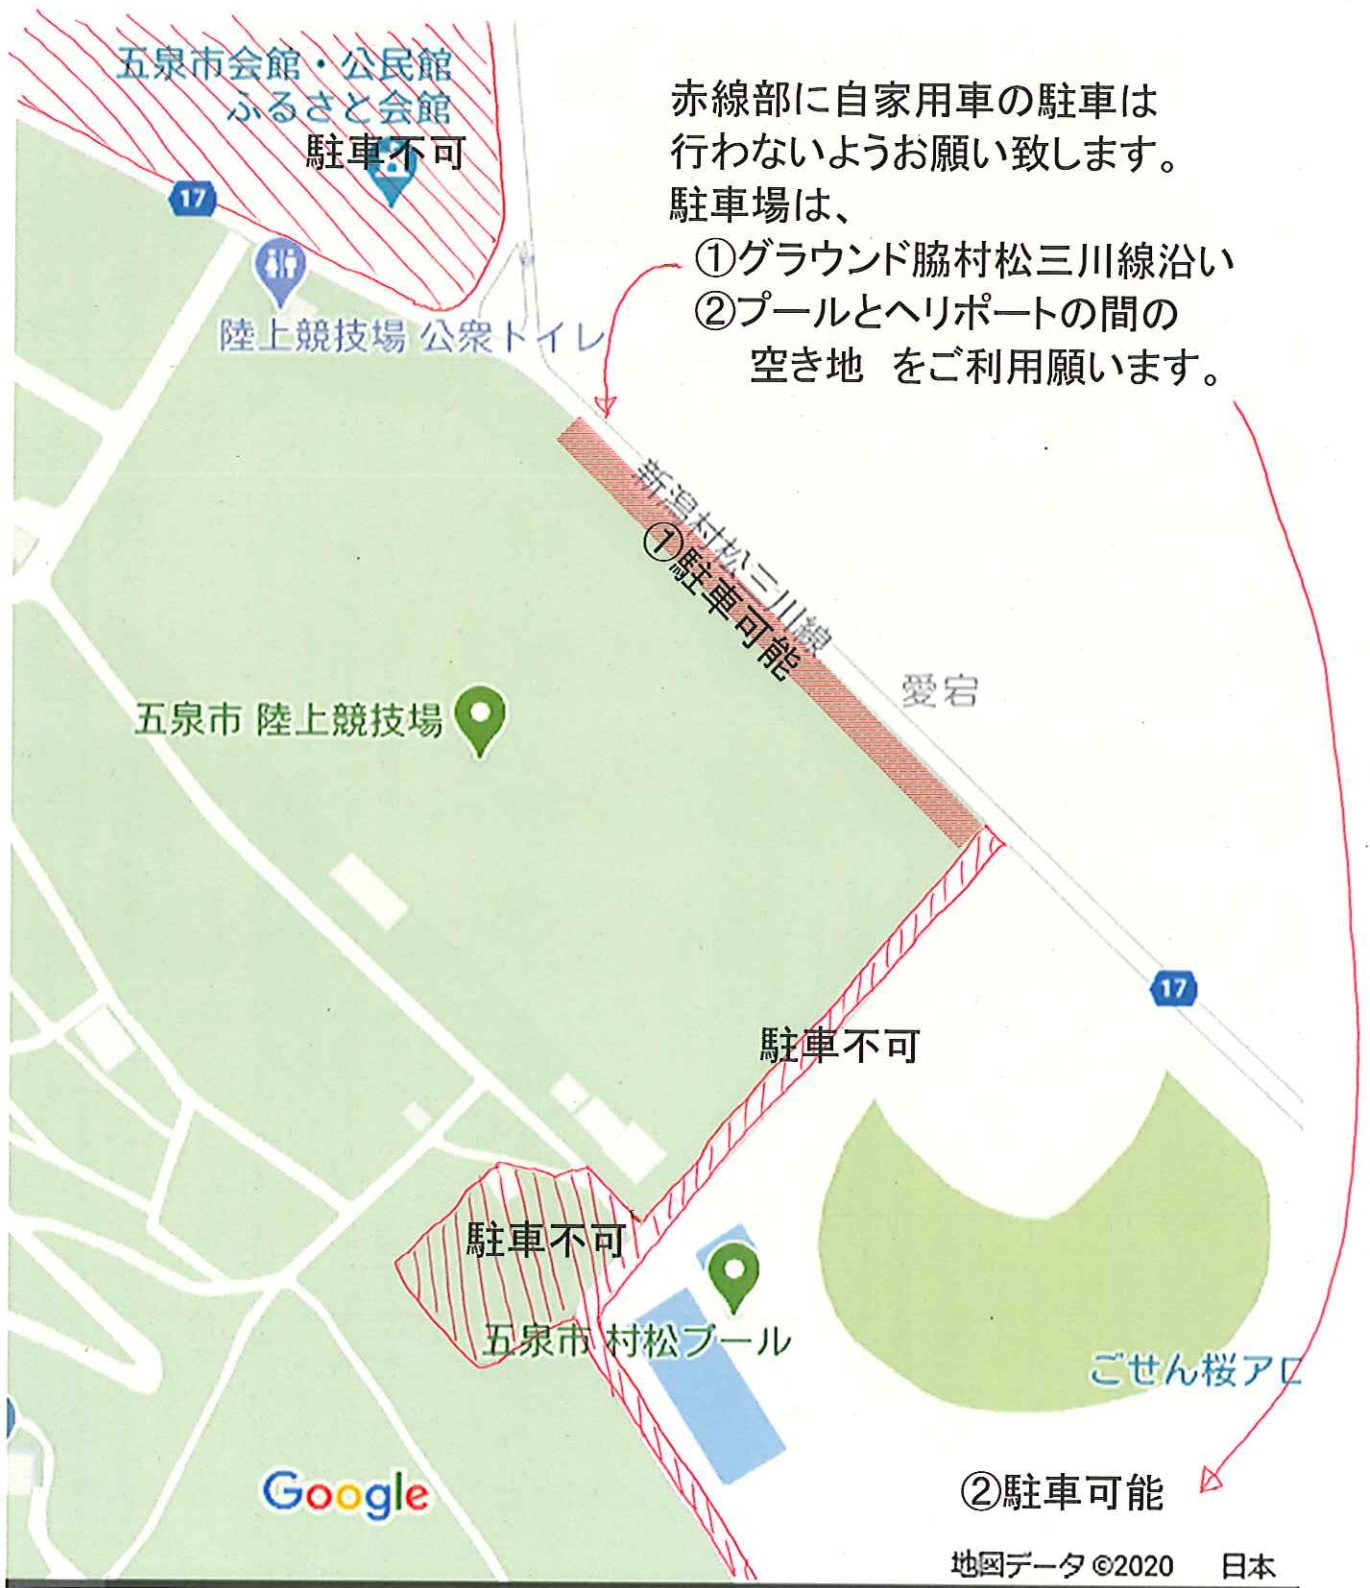 五泉市会館・公民館
ふるさと会館
駐車不可
17
陸上競技場 公衆トイレ
赤線部に自家用車の駐車は
行わないようお願い致します。
駐車場は、
①グラウンド脇村松三川線沿い
②プールとヘリポートの間の
空き地 をご利用願います。
新潟村松三川線
①駐車可能
愛宕
五泉市 陸上競技場
17
駐車不可
駐車不可
五泉市 村松プール
ごせん桜アロ
Google
②駐車可能
地図データ ©2020 日本